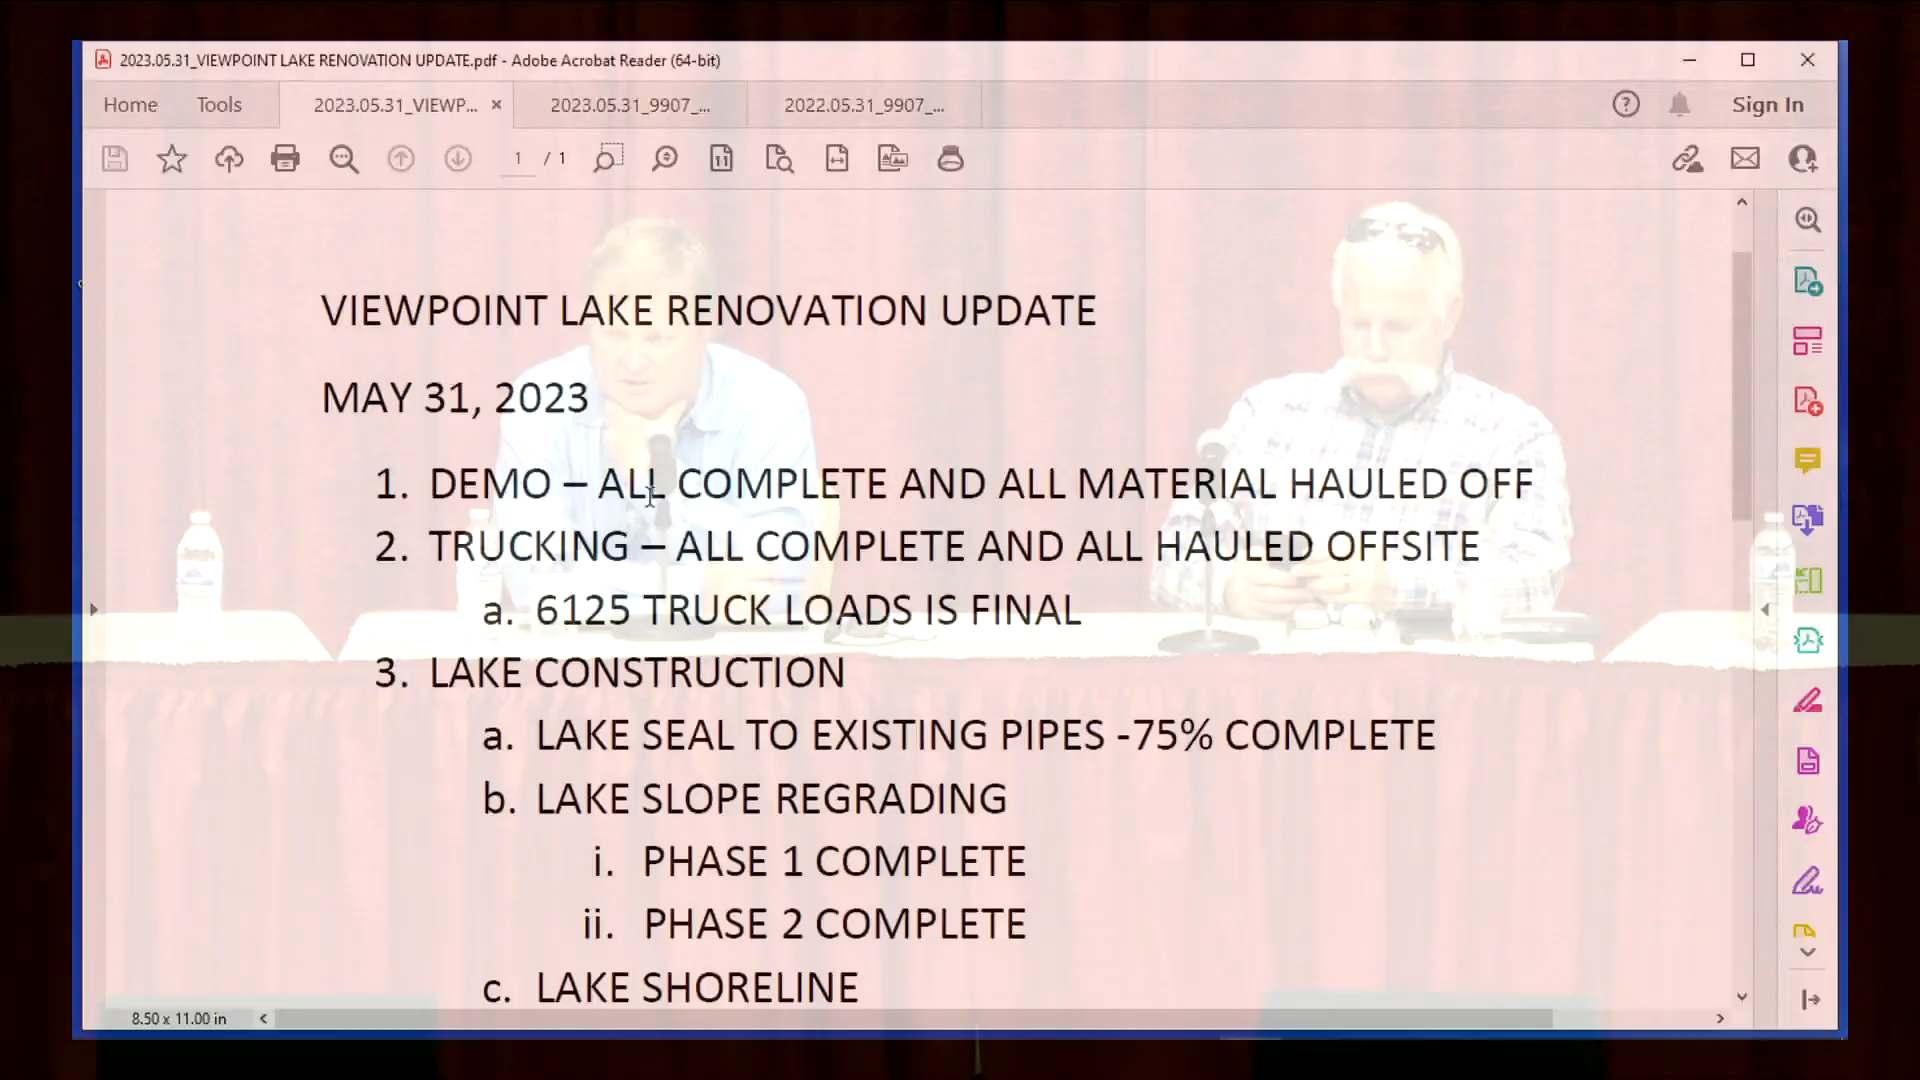 2023.05.31_VIEWPOINT LAKE RENOVATION UPDATE.pdf - Adobe Acrobat Reader (64-bit)
Home Tools 2023.05.31_VIEWP... × 2023.05.31_9907_... 2022.05.31_9907_... Sign In
1 / 1
VIEWPOINT LAKE RENOVATION UPDATE
MAY 31, 2023
1. DEMO – ALL COMPLETE AND ALL MATERIAL HAULED OFF
2. TRUCKING – ALL COMPLETE AND ALL HAULED OFFSITE
a. 6125 TRUCK LOADS IS FINAL
3. LAKE CONSTRUCTION
a. LAKE SEAL TO EXISTING PIPES -75% COMPLETE
b. LAKE SLOPE REGRADING
i. PHASE 1 COMPLETE
ii. PHASE 2 COMPLETE
c. LAKE SHORELINE
8.50 x 11.00 in